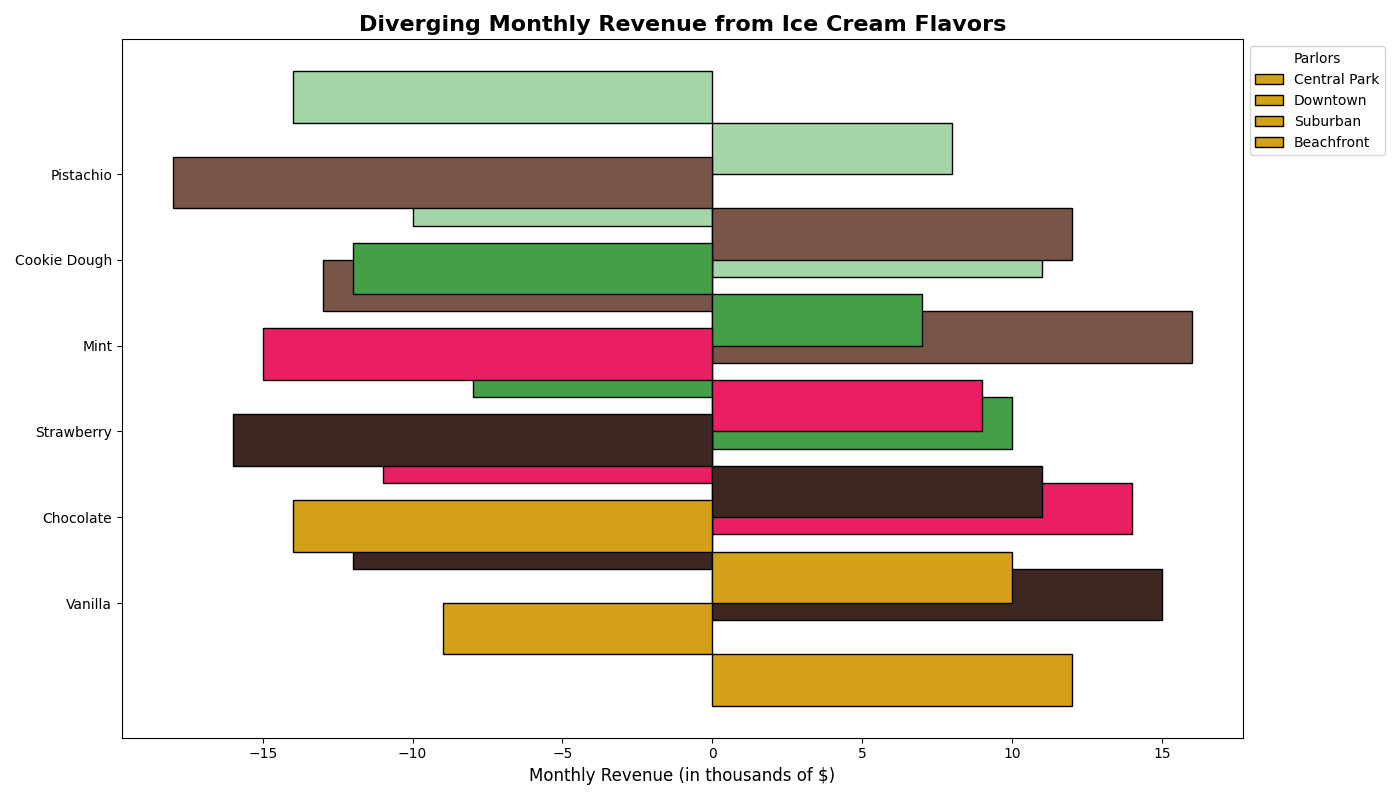 Diverging Monthly Revenue from Ice Cream Flavors
Parlors
Central Park
Downtown
Suburban
Beachfront
Pistachio
Cookie Dough
Mint
Strawberry
Chocolate
Vanilla
−15 −10 −5 0 5 10 15
Monthly Revenue (in thousands of $)